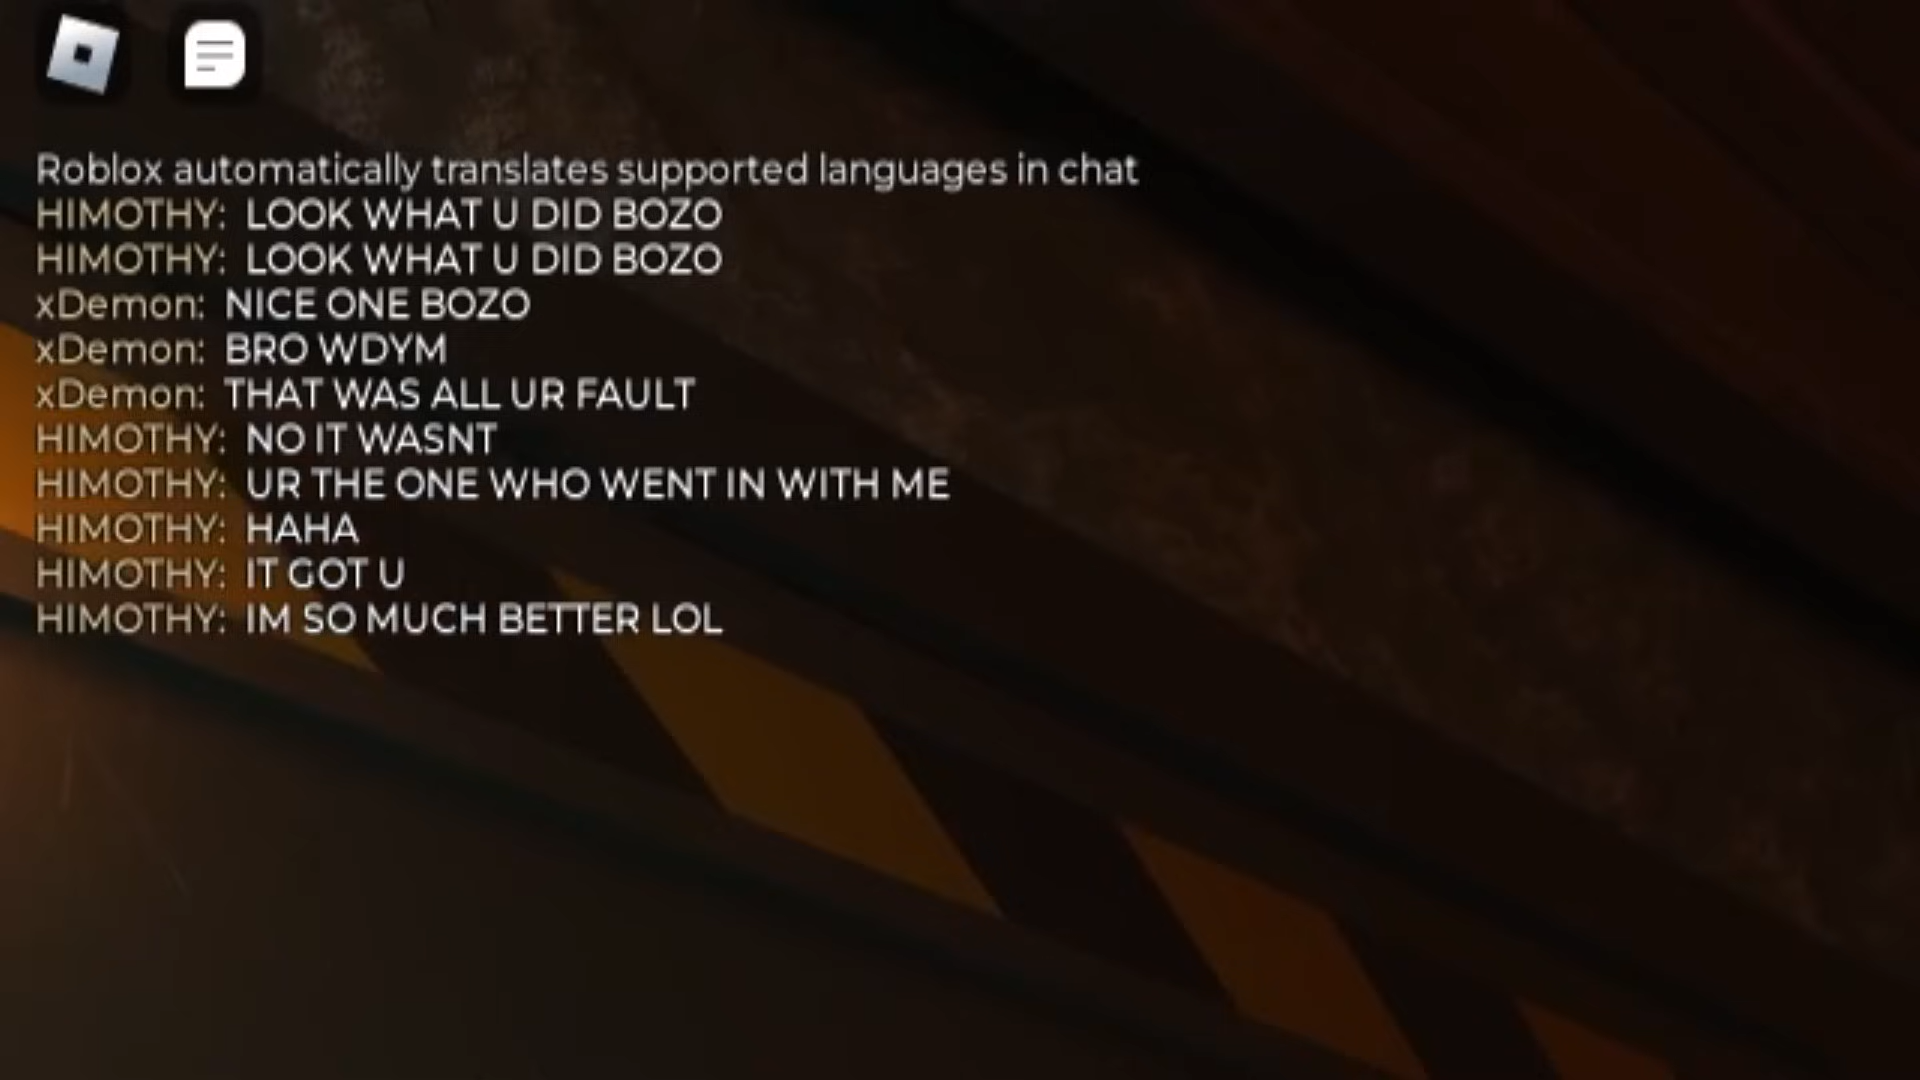 Roblox automatically translates supported languages in chat
HIMOTHY: LOOK WHAT U DID BOZO
HIMOTHY: LOOK WHAT U DID BOZO
xDemon: NICE ONE BOZO
xDemon: BRO WDYM
xDemon: THAT WAS ALL UR FAULT
HIMOTHY: NO IT WASNT
HIMOTHY: UR THE ONE WHO WENT IN WITH ME
HIMOTHY: HAHA
HIMOTHY: IT GOT U
HIMOTHY: IM SO MUCH BETTER LOL